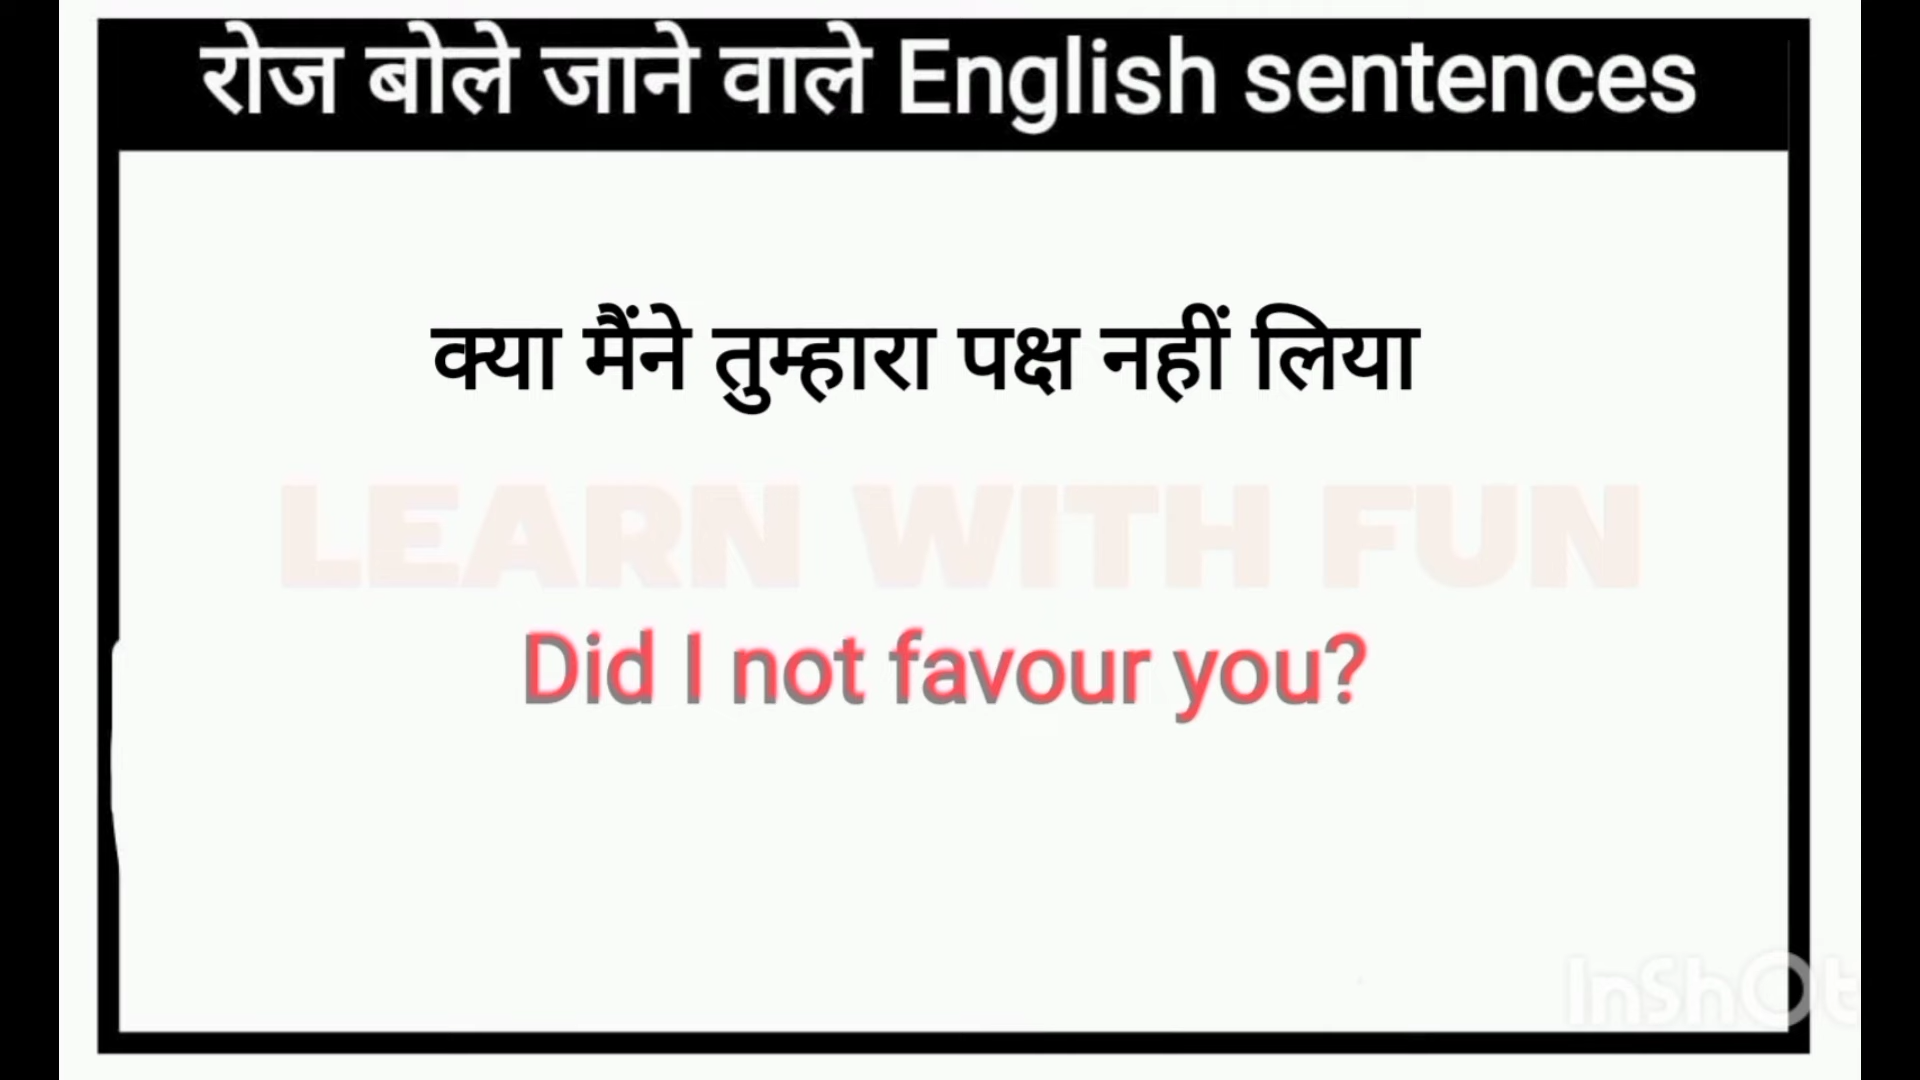 रोज बोले जाने वाले English sentences
क्या मैंने तुम्हारा पक्ष नहीं लिया
LEARN WITH FUN
Did I not favour you?
InShOt